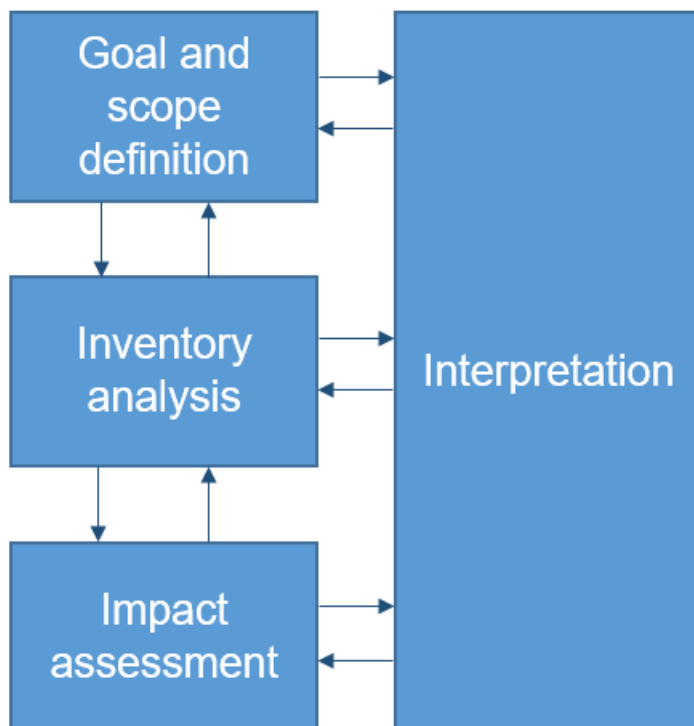 Goal and
scope
definition
Inventory
analysis
Interpretation
Impact
assessment